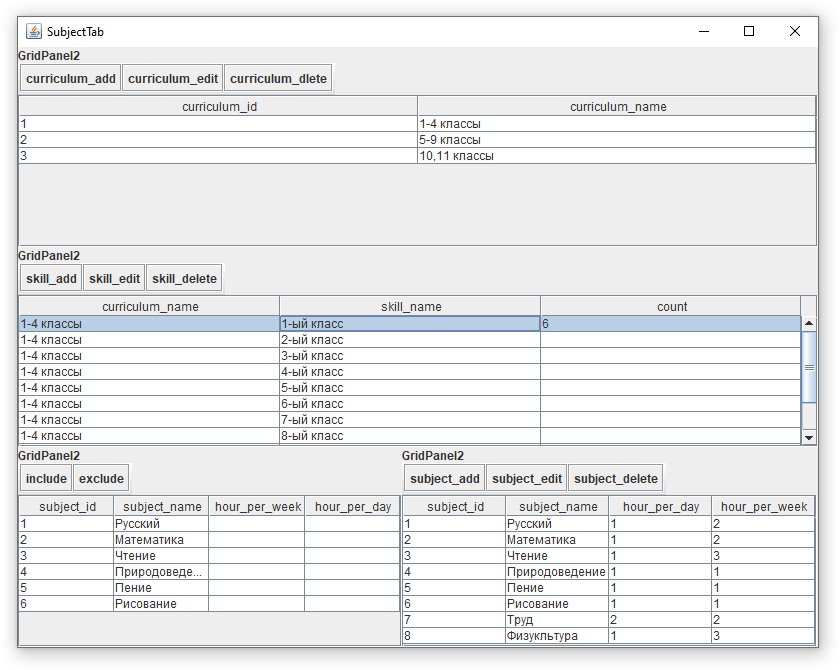 SubjectTab
GridPanel2
curriculum_add curriculum_edit curriculum_dlete
curriculum_id curriculum_name
1 1-4 классы
2 5-9 классы
3 10,11 классы
GridPanel2
skill_add skill_edit skill_delete
curriculum_name skill_name count
1-4 классы 1-ый класс 6
1-4 классы 2-ый класс
1-4 классы 3-ый класс
1-4 классы 4-ый класс
1-4 классы 5-ый класс
1-4 классы 6-ый класс
1-4 классы 7-ый класс
1-4 классы 8-ый класс
GridPanel2
include exclude
subject_id subject_name hour_per_week hour_per_day
1 Русский
2 Математика
3 Чтение
4 Природоведе...
5 Пение
6 Рисование
GridPanel2
subject_add subject_edit subject_delete
subject_id subject_name hour_per_day hour_per_week
1 Русский 1 2
2 Математика 1 2
3 Чтение 1 3
4 Природоведение 1 1
5 Пение 1 1
6 Рисование 1 1
7 Труд 2 2
8 Физукльтура 1 3